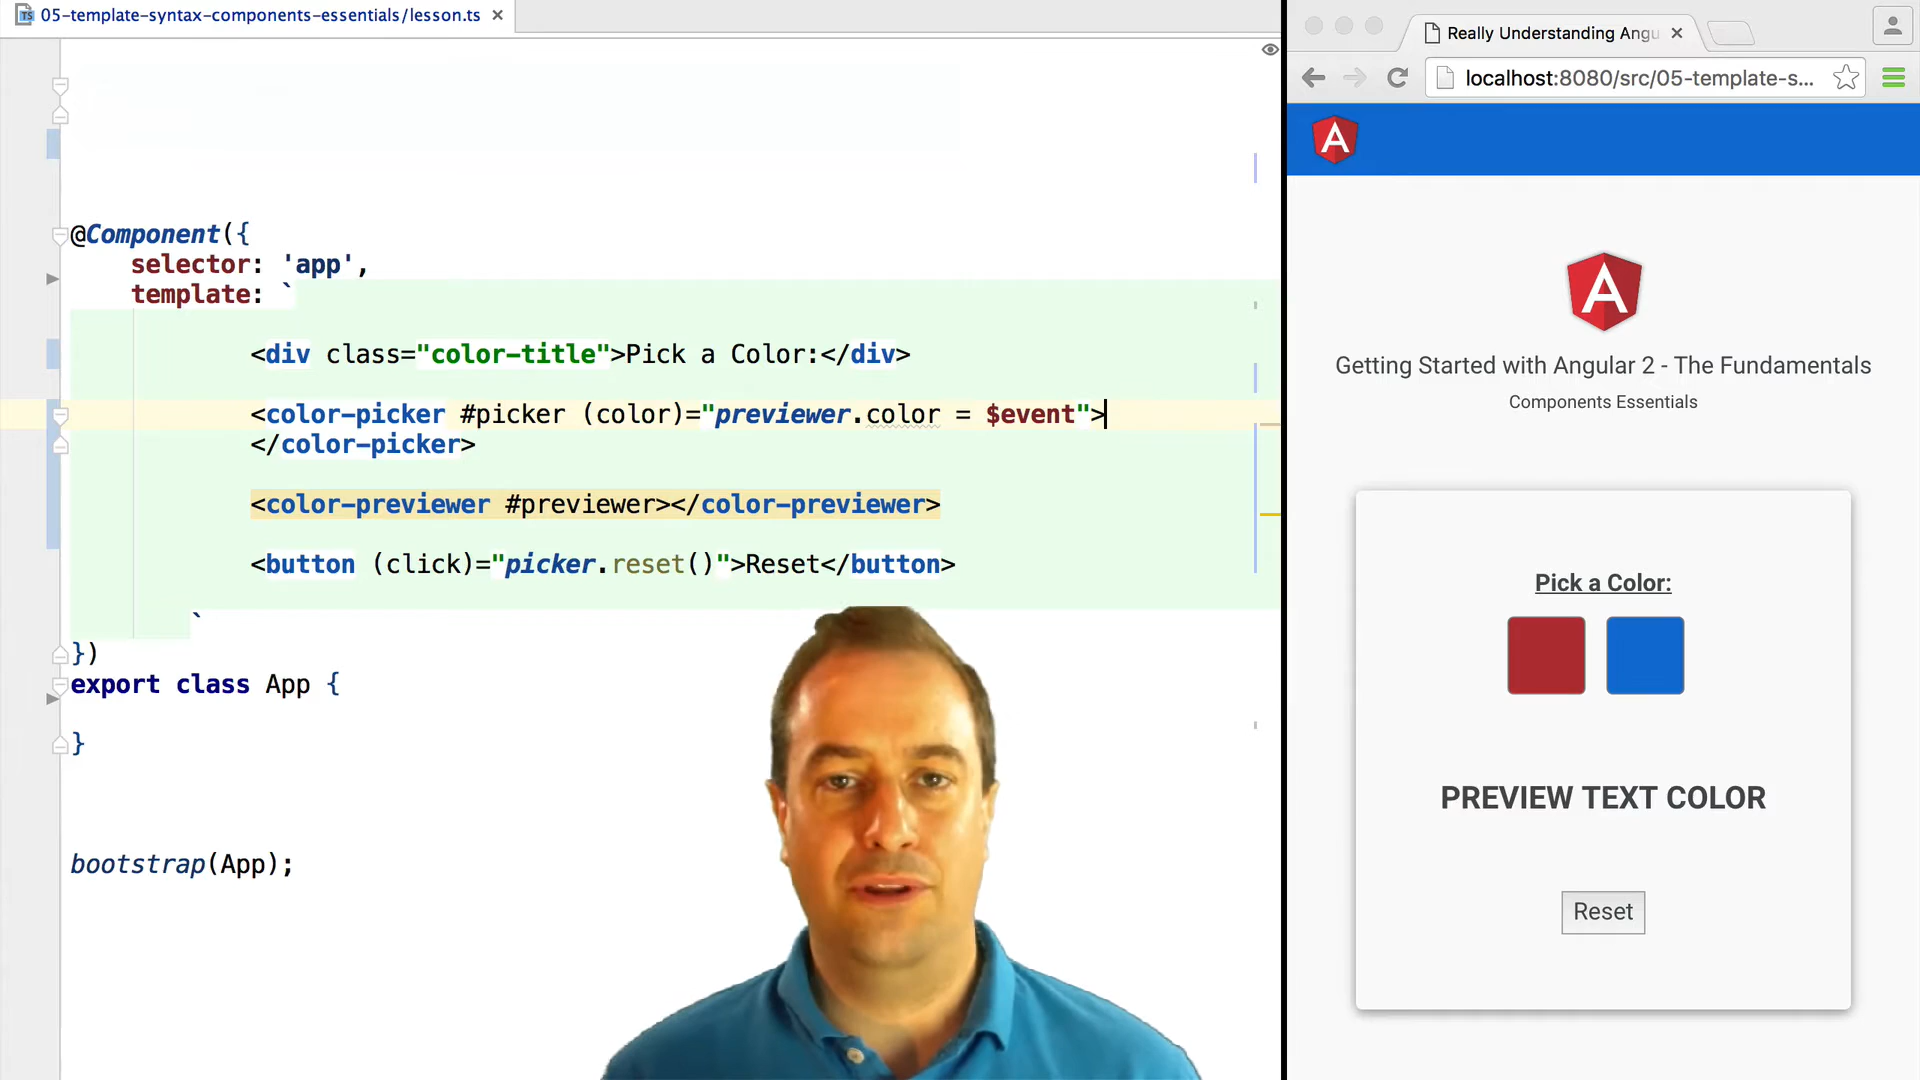 05-template-syntax-components-essentials/lesson.ts
@Component({
selector: 'app',
template: `
<div class="color-title">Pick a Color:</div>
<color-picker #picker (color)="previewer.color = $event">
</color-picker>
<color-previewer #previewer></color-previewer>
<button (click)="picker.reset()">Reset</button>
`
})
export class App {
}
bootstrap(App);
Really Understanding Angu
localhost:8080/src/05-template-s...
Getting Started with Angular 2 - The Fundamentals
Components Essentials
Pick a Color:
PREVIEW TEXT COLOR
Reset